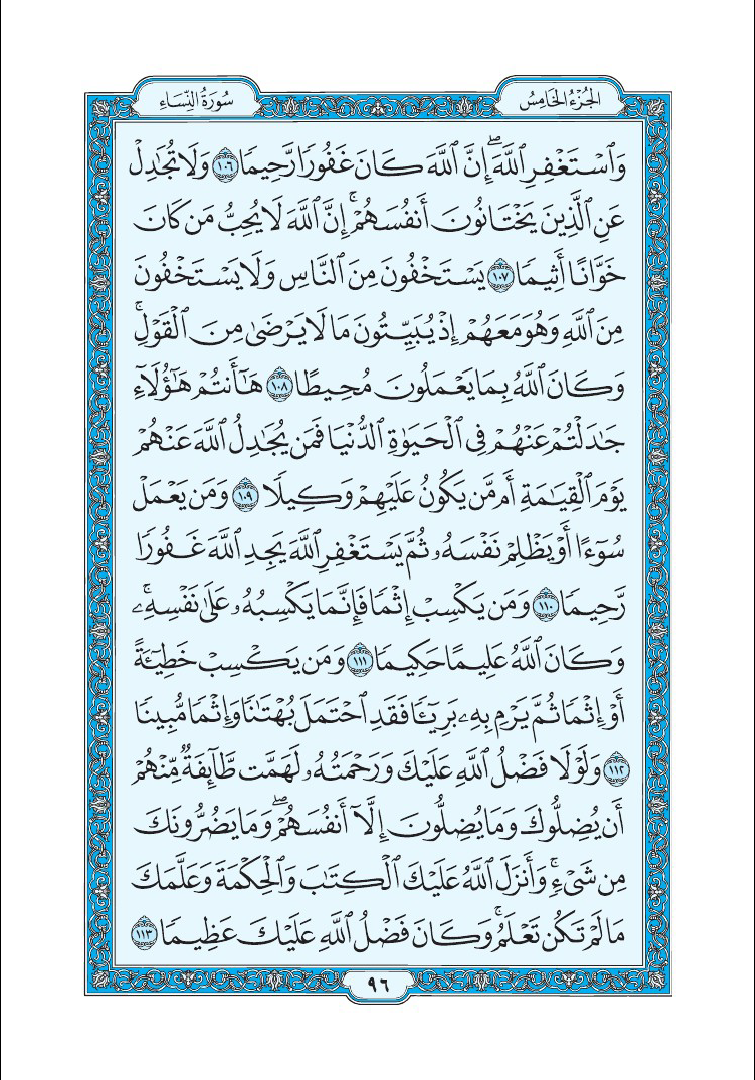 الجُزْءُ الخَامِسُ
سُورَةُ النِّسَاءِ
وَٱسْتَغْفِرِ ٱللَّهَۖ إِنَّ ٱللَّهَ كَانَ غَفُورًا رَّحِيمًا ١٠٦ وَلَا تُجَٰدِلْ
عَنِ ٱلَّذِينَ يَخْتَانُونَ أَنفُسَهُمْۚ إِنَّ ٱللَّهَ لَا يُحِبُّ مَن كَانَ
خَوَّانًا أَثِيمًا ١٠٧ يَسْتَخْفُونَ مِنَ ٱلنَّاسِ وَلَا يَسْتَخْفُونَ
مِنَ ٱللَّهِ وَهُوَ مَعَهُمْ إِذْ يُبَيِّتُونَ مَا لَا يَرْضَىٰ مِنَ ٱلْقَوْلِۚ
وَكَانَ ٱللَّهُ بِمَا يَعْمَلُونَ مُحِيطًا ١٠٨ هَٰٓأَنتُمْ هَٰٓؤُلَآءِ
جَٰدَلْتُمْ عَنْهُمْ فِى ٱلْحَيَوٰةِ ٱلدُّنْيَا فَمَن يُجَٰدِلُ ٱللَّهَ عَنْهُمْ
يَوْمَ ٱلْقِيَٰمَةِ أَم مَّن يَكُونُ عَلَيْهِمْ وَكِيلًا ١٠٩ وَمَن يَعْمَلْ
سُوٓءًا أَوْ يَظْلِمْ نَفْسَهُۥ ثُمَّ يَسْتَغْفِرِ ٱللَّهَ يَجِدِ ٱللَّهَ غَفُورًا
رَّحِيمًا ١١٠ وَمَن يَكْسِبْ إِثْمًا فَإِنَّمَا يَكْسِبُهُۥ عَلَىٰ نَفْسِهِۦۚ
وَكَانَ ٱللَّهُ عَلِيمًا حَكِيمًا ١١١ وَمَن يَكْسِبْ خَطِيٓـَٔةً
أَوْ إِثْمًا ثُمَّ يَرْمِ بِهِۦ بَرِيٓـًٔا فَقَدِ ٱحْتَمَلَ بُهْتَٰنًا وَإِثْمًا مُّبِينًا
١١٢ وَلَوْلَا فَضْلُ ٱللَّهِ عَلَيْكَ وَرَحْمَتُهُۥ لَهَمَّت طَّآئِفَةٌ مِّنْهُمْ
أَن يُضِلُّوكَ وَمَا يُضِلُّونَ إِلَّآ أَنفُسَهُمْۖ وَمَا يَضُرُّونَكَ
مِن شَىْءٍۚ وَأَنزَلَ ٱللَّهُ عَلَيْكَ ٱلْكِتَٰبَ وَٱلْحِكْمَةَ وَعَلَّمَكَ
مَا لَمْ تَكُن تَعْلَمُۚ وَكَانَ فَضْلُ ٱللَّهِ عَلَيْكَ عَظِيمًا ١١٣
٩٦